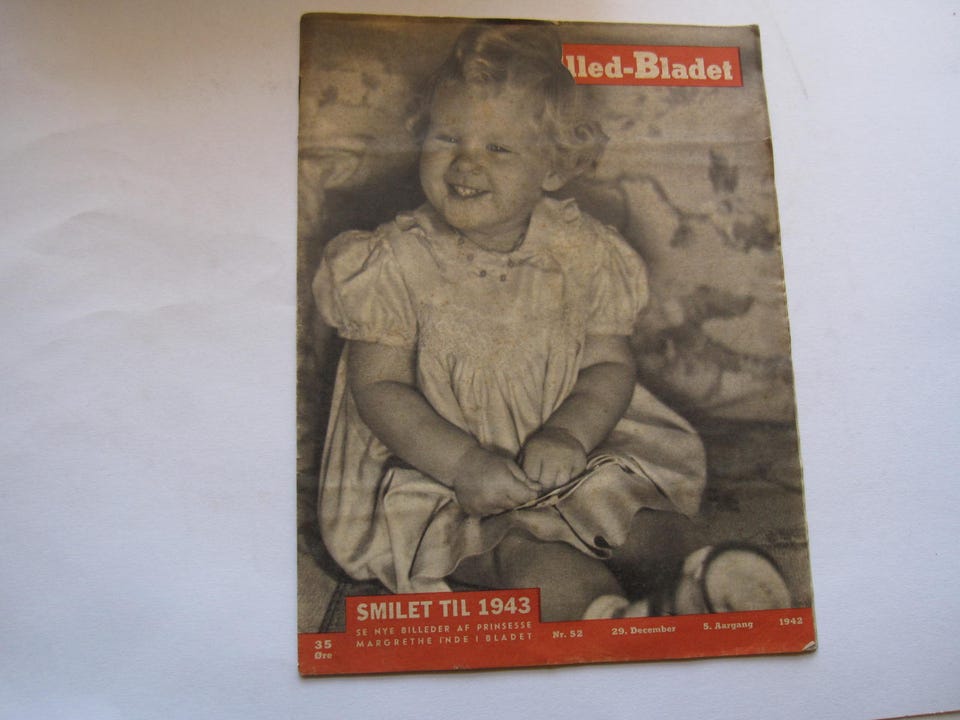 lled-Bladet
SMILET TIL 1943
SE NYE BILLEDER AF PRINSESSE
MARGRETHE INDE I BLADET
35
Øre
Nr. 52
29. December
5. Aargang
1942